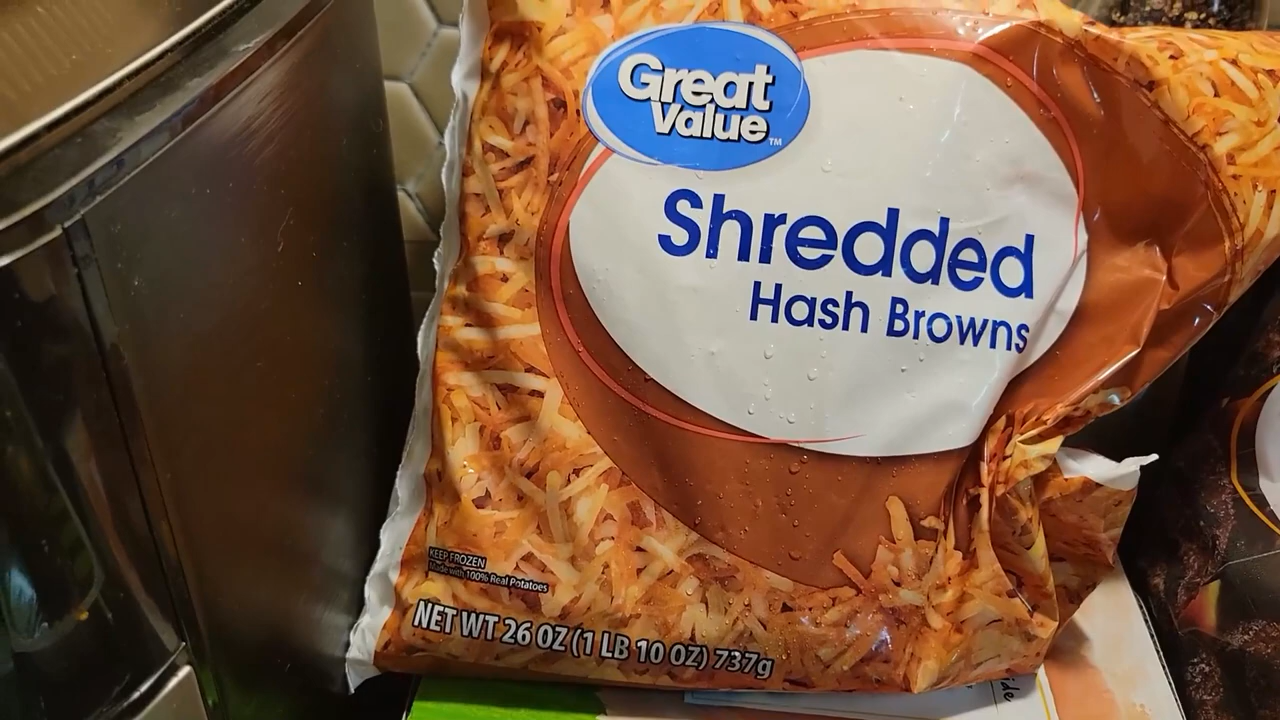 Great
Value™
Shredded
Hash Browns
KEEP FROZEN
Made with 100% Real Potatoes
NET WT 26 OZ (1 LB 10 OZ) 737g